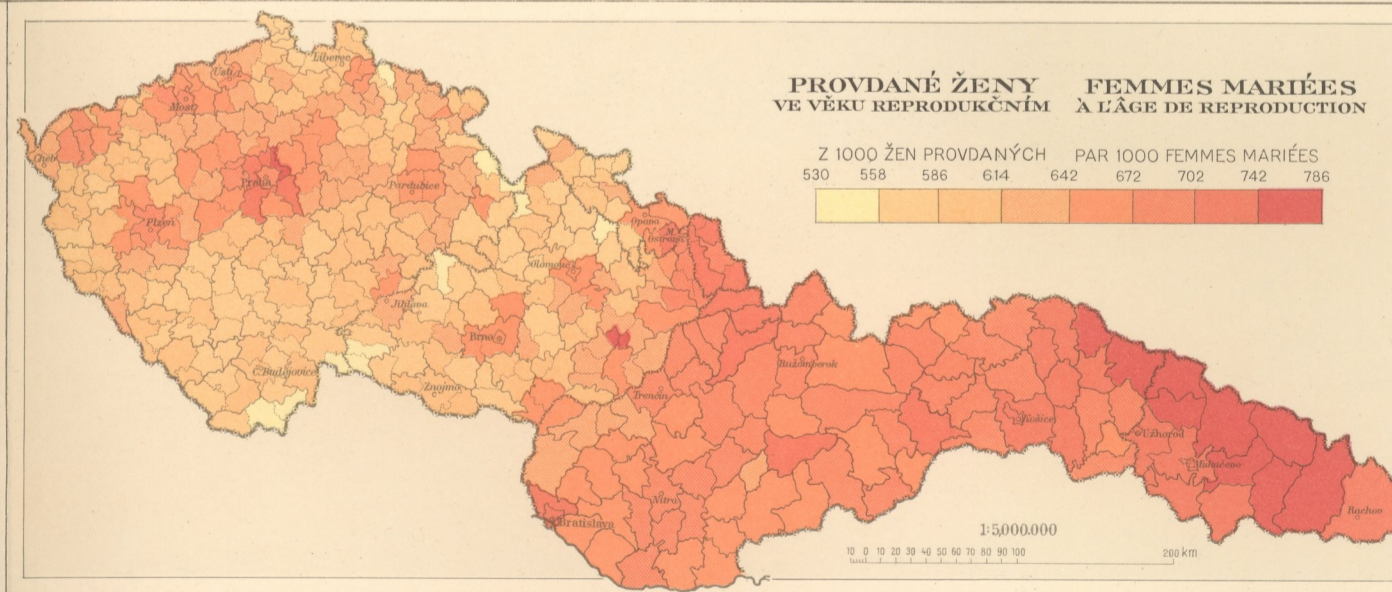 PROVDANÉ ŽENY
VE VĚKU REPRODUKČNÍM
FEMMES MARIÉES
À L'ÂGE DE REPRODUCTION
Z 1000 ŽEN PROVDANÝCH
PAR 1000 FEMMES MARIÉES
530 558 586 614 642 672 702 742 786
Liberec
Ústí
Most
Cheb
Praha
Pardubice
Plzeň
Opava
M. Ostrava
Olomouc
Jihlava
Brno
Č. Budějovice
Znojmo
Ružomberok
Trenčín
Košice
Užhorod
Mukačevo
Nitra
Rachov
Bratislava
1:5,000.000
10 0 10 20 30 40 50 60 70 80 90 100 200 km